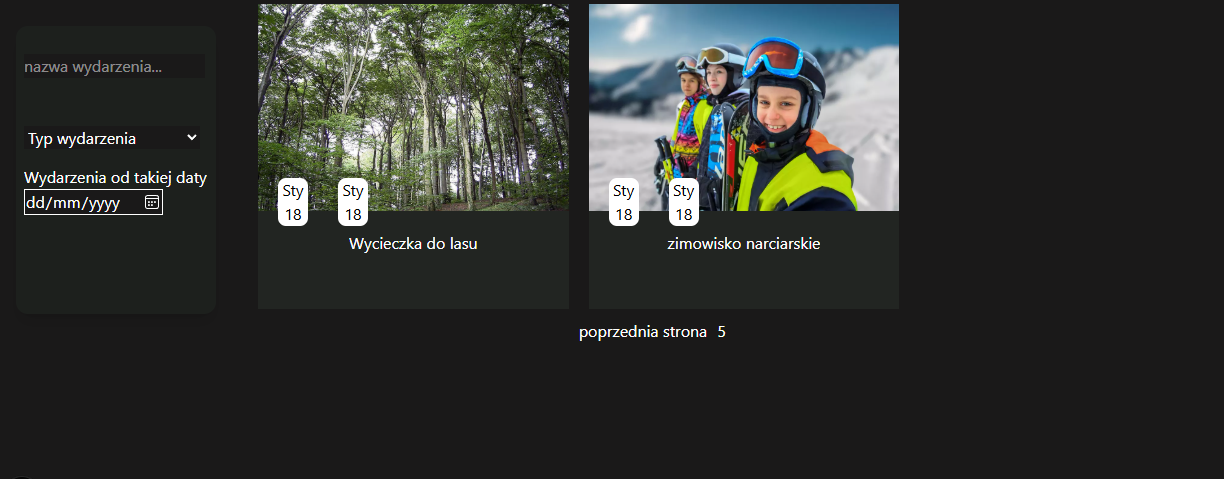 nazwa wydarzenia...
Typ wydarzenia
Wydarzenia od takiej daty
dd/mm/yyyy
Sty
18
Sty
18
Wycieczka do lasu
Sty
18
Sty
18
zimowisko narciarskie
poprzednia strona 5